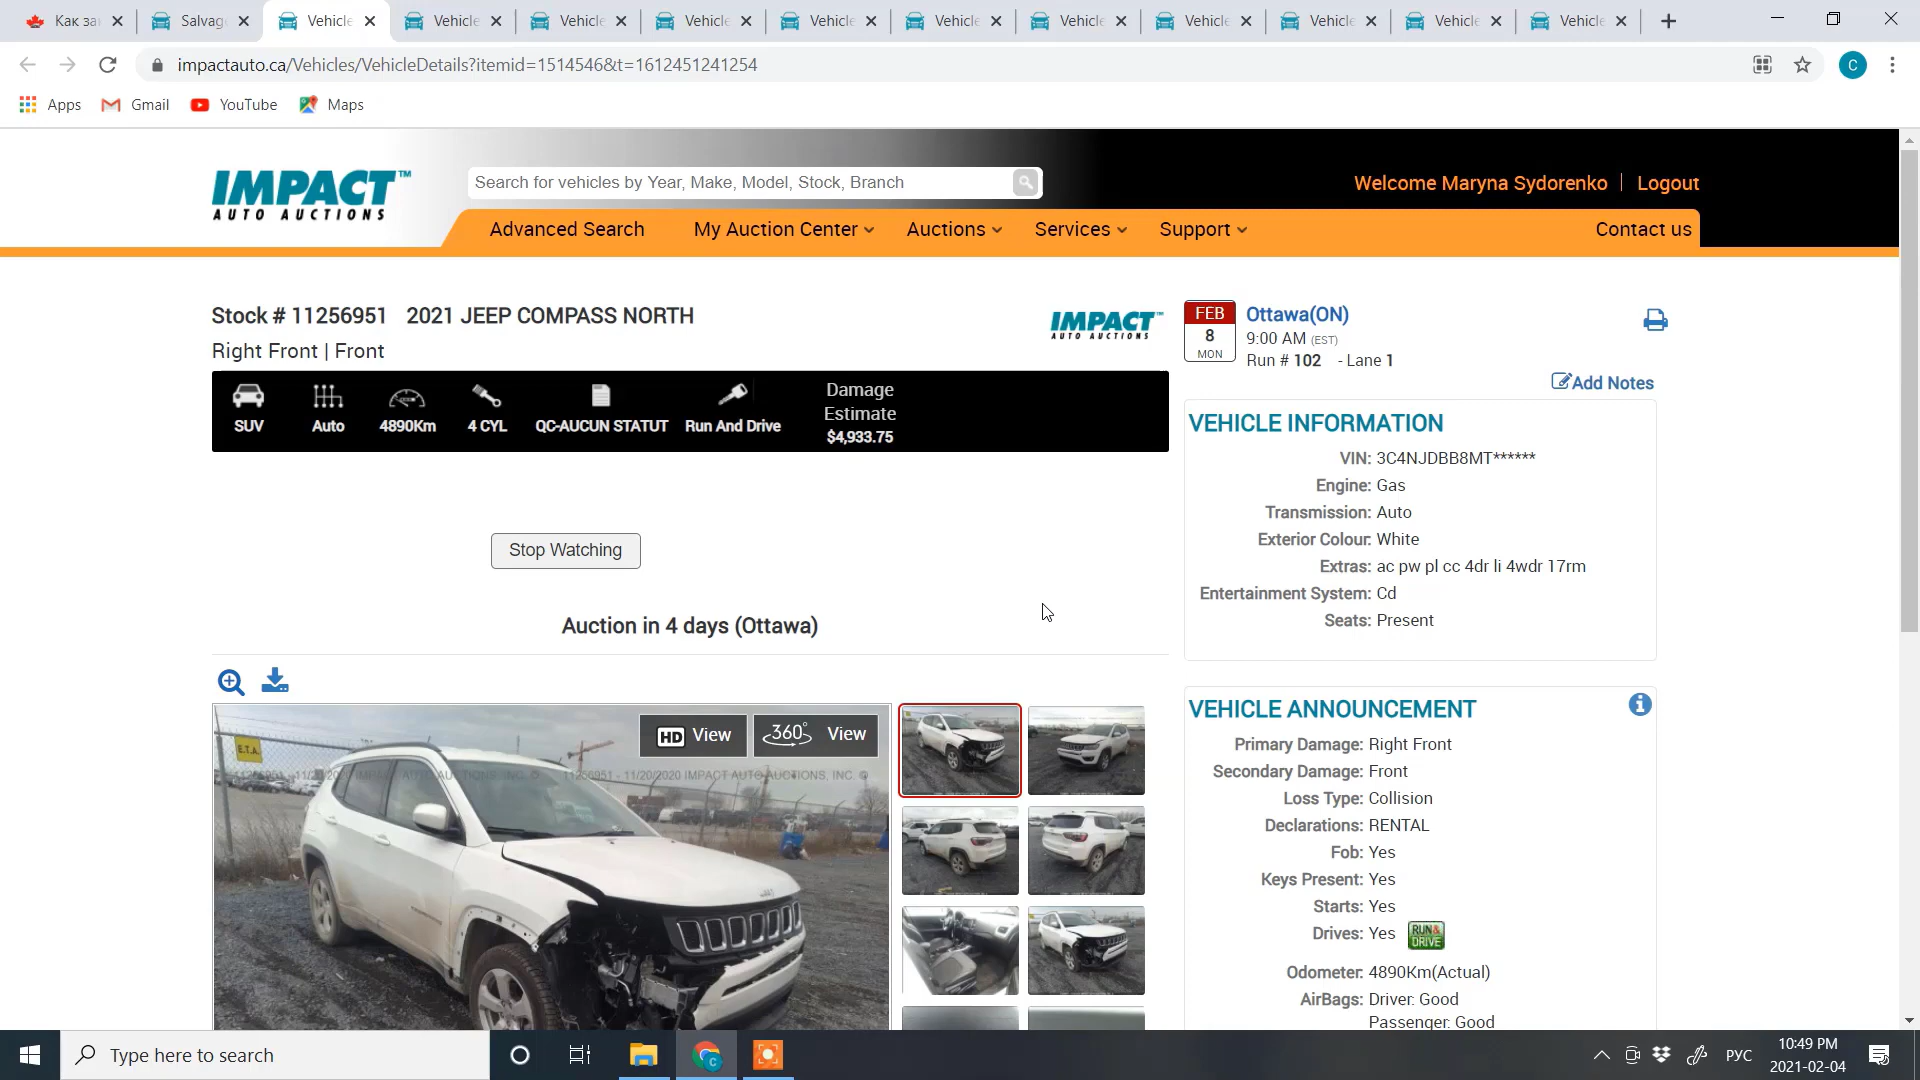 Как за
Salvag
Vehicle
Vehicle
Vehicle
Vehicle
Vehicle
Vehicle
Vehicle
Vehicle
Vehicle
Vehicle
Vehicle
impactauto.ca/Vehicles/VehicleDetails?itemid=1514546&t=1612451241254
C
Apps
Gmail
YouTube
Maps
IMPACT™
AUTO AUCTIONS
Search for vehicles by Year, Make, Model, Stock, Branch
Welcome Maryna Sydorenko
Logout
Advanced Search
My Auction Center
Auctions
Services
Support
Contact us
Stock # 11256951 2021 JEEP COMPASS NORTH
Right Front | Front
IMPACT™
AUTO AUCTIONS
FEB
8
MON
Ottawa(ON)
9:00 AM (EST)
Run # 102 - Lane 1
Add Notes
SUV
Auto
4890Km
4 CYL
QC-AUCUN STATUT
Run And Drive
Damage
Estimate
$4,933.75
Stop Watching
Auction in 4 days (Ottawa)
HD View
360° View
E.T.A.
11256951 - 11/20/2020 IMPACT AUTO AUCTIONS, INC. ©
VEHICLE INFORMATION
VIN: 3C4NJDBB8MT******
Engine: Gas
Transmission: Auto
Exterior Colour: White
Extras: ac pw pl cc 4dr li 4wdr 17rm
Entertainment System: Cd
Seats: Present
VEHICLE ANNOUNCEMENT
Primary Damage: Right Front
Secondary Damage: Front
Loss Type: Collision
Declarations: RENTAL
Fob: Yes
Keys Present: Yes
Starts: Yes
Drives: Yes
RUN&
DRIVE
Odometer: 4890Km(Actual)
AirBags: Driver: Good
Passenger: Good
Type here to search
C
РУС
10:49 PM
2021-02-04